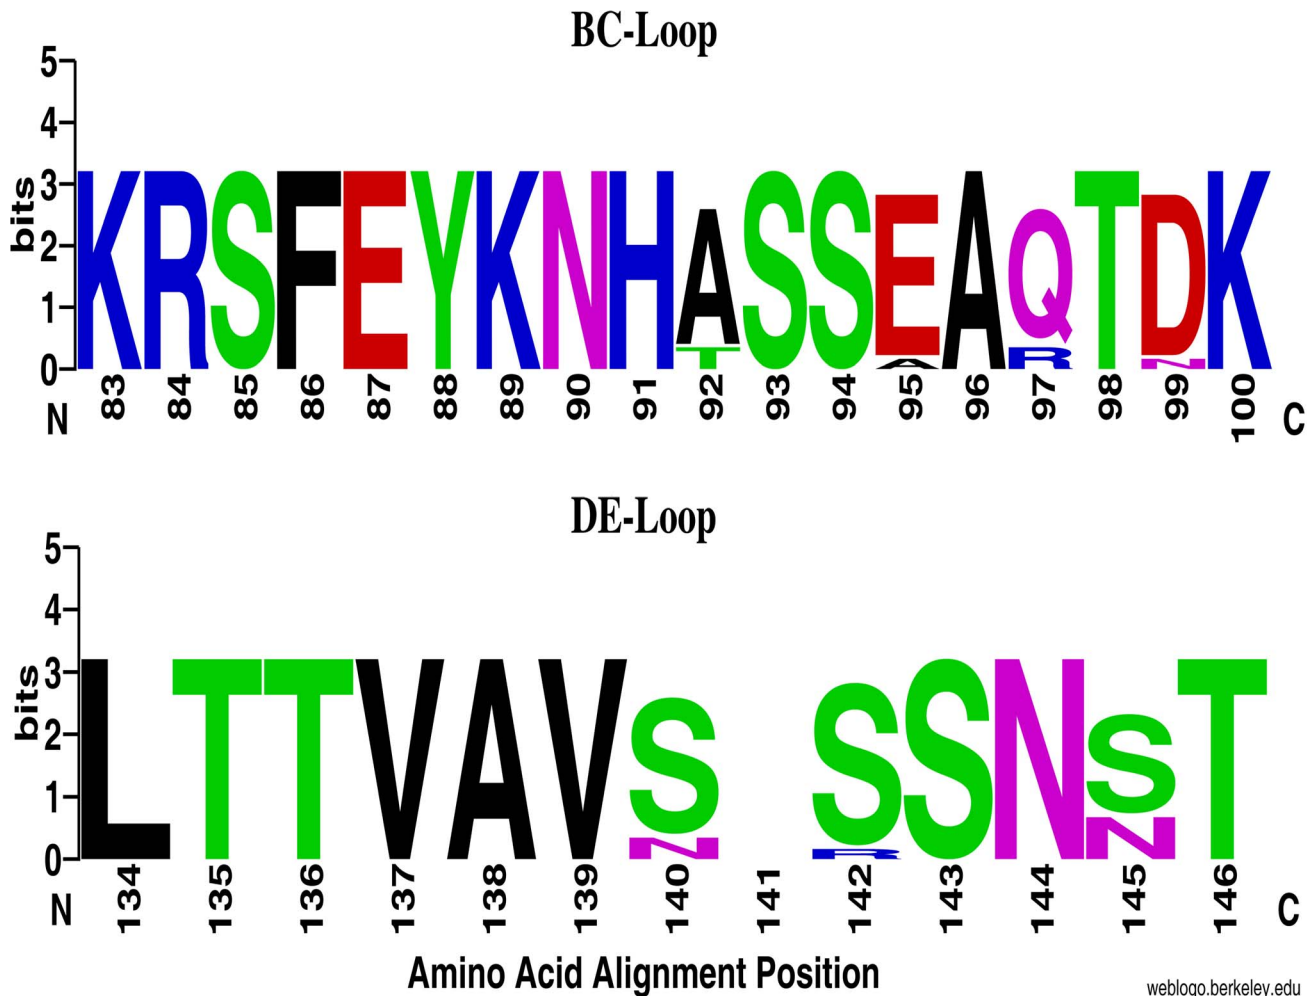 BC-Loop
5
4
3
2
1
0
bits
KRSFEYKNHASSEAQTDK
T A R N
N 83 84 85 86 87 88 89 90 91 92 93 94 95 96 97 98 99 100 C
DE-Loop
5
4
3
2
1
0
bits
LTTVAVS SSNST
N R N
N 134 135 136 137 138 139 140 141 142 143 144 145 146 C
Amino Acid Alignment Position
weblogo.berkeley.edu